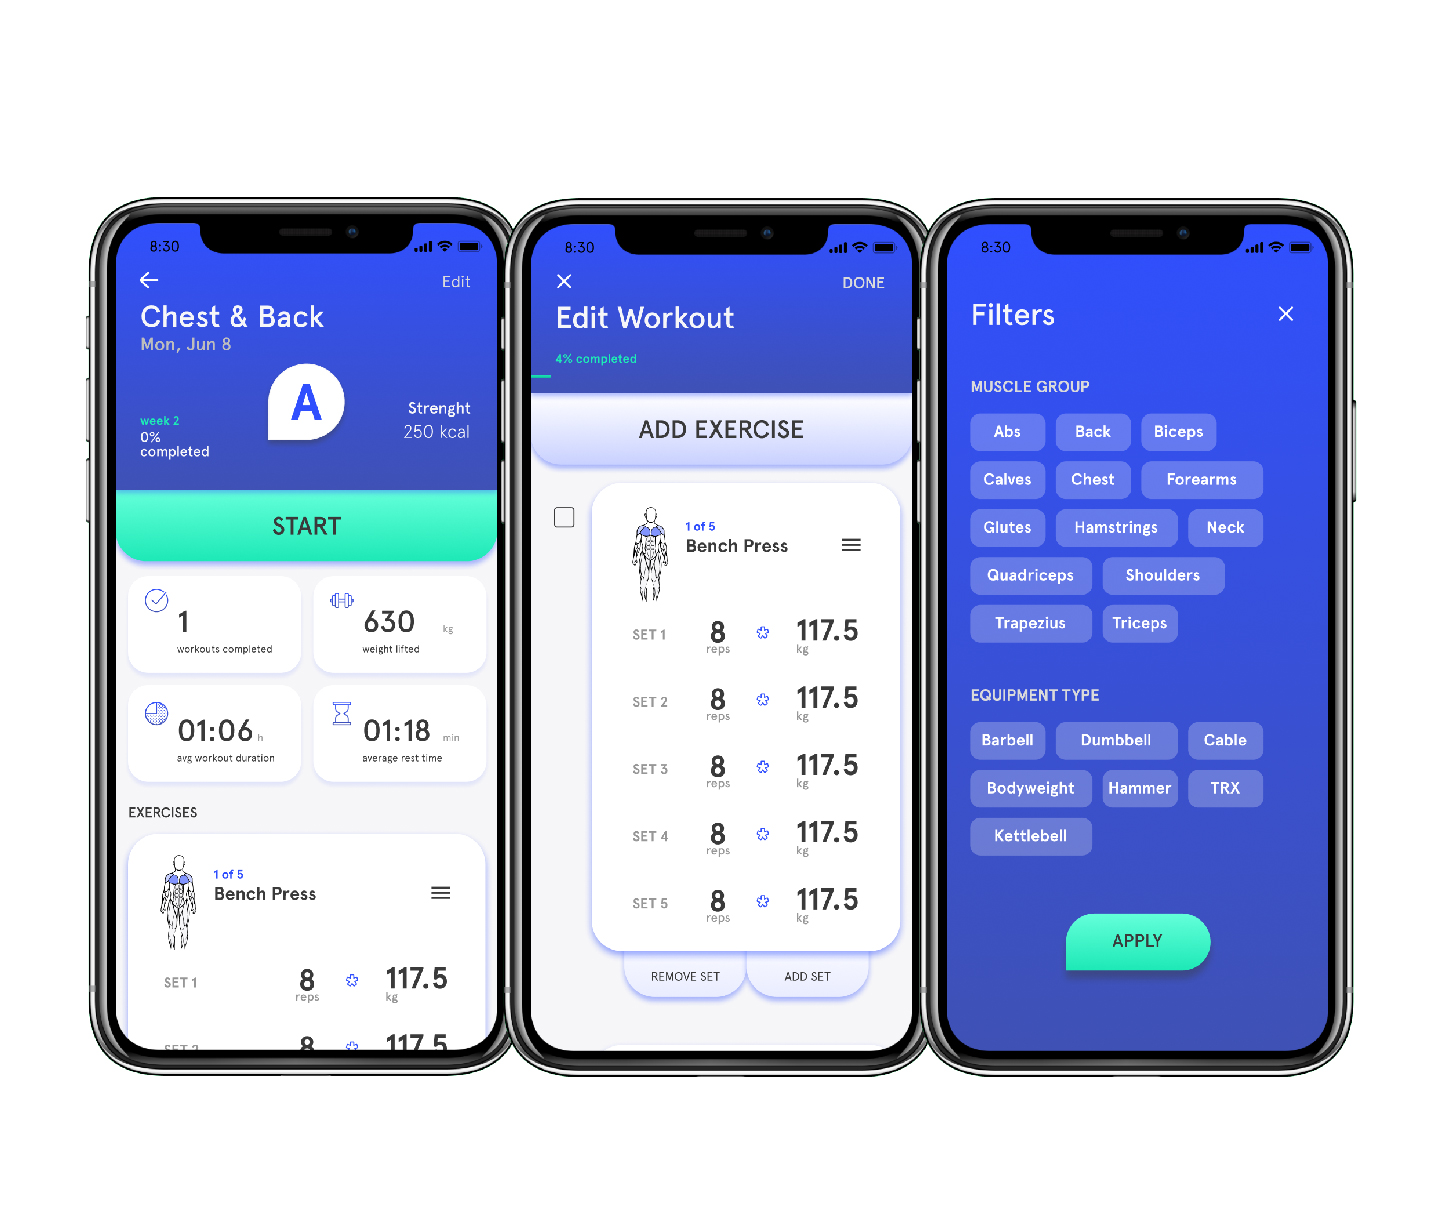 8:30
Edit
Chest & Back
Mon, Jun 8
A
week 2
0%
completed
Strenght
250 kcal
START
1
workouts completed
630 kg
weight lifted
01:06 h
avg workout duration
01:18 min
average rest time
EXERCISES
1 of 5
Bench Press
SET 1 8 117.5
reps kg
SET 2 8 117.5
8:30
DONE
Edit Workout
4% completed
ADD EXERCISE
1 of 5
Bench Press
SET 1 8 117.5
reps kg
SET 2 8 117.5
reps kg
SET 3 8 117.5
reps kg
SET 4 8 117.5
reps kg
SET 5 8 117.5
reps kg
REMOVE SET ADD SET
8:30
Filters
MUSCLE GROUP
Abs Back Biceps
Calves Chest Forearms
Glutes Hamstrings Neck
Quadriceps Shoulders
Trapezius Triceps
EQUIPMENT TYPE
Barbell Dumbbell Cable
Bodyweight Hammer TRX
Kettlebell
APPLY